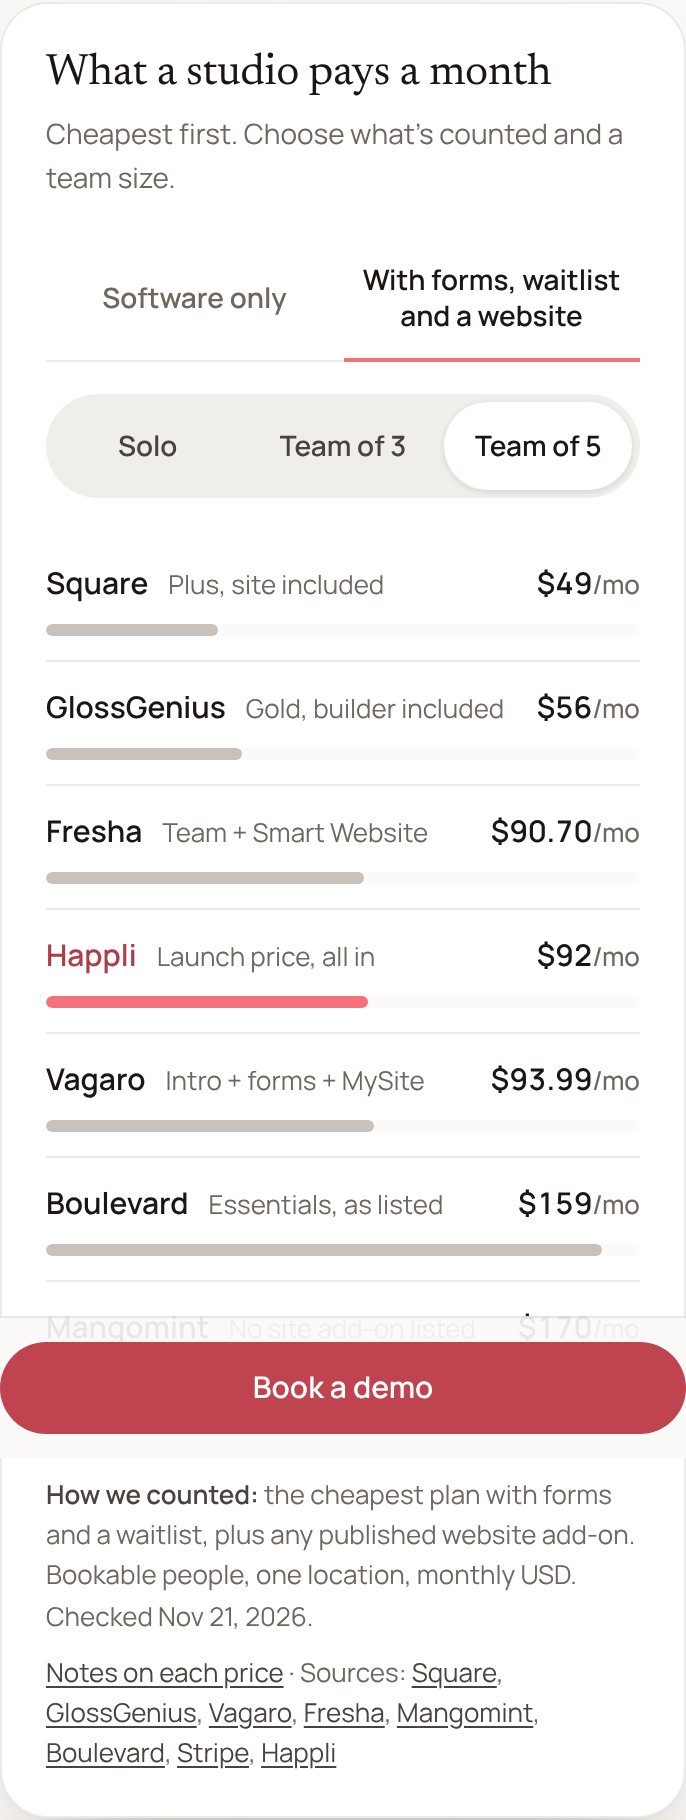 What a studio pays a month
Cheapest first. Choose what's counted and a
team size.
Software only
With forms, waitlist
and a website
Solo
Team of 3
Team of 5
Square Plus, site included $49/mo
GlossGenius Gold, builder included $56/mo
Fresha Team + Smart Website $90.70/mo
Happli Launch price, all in $92/mo
Vagaro Intro + forms + MySite $93.99/mo
Boulevard Essentials, as listed $159/mo
Mangomint No site add-on listed $170/mo
Book a demo
How we counted: the cheapest plan with forms
and a waitlist, plus any published website add-on.
Bookable people, one location, monthly USD.
Checked Nov 21, 2026.
Notes on each price · Sources: Square,
GlossGenius, Vagaro, Fresha, Mangomint,
Boulevard, Stripe, Happli